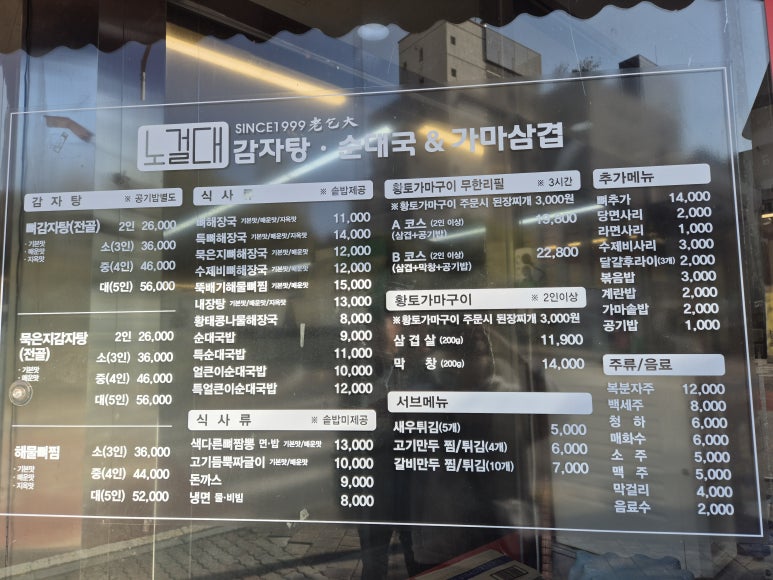 노걸대 SINCE1999 老乞大
감자탕 · 순대국 & 가마삼겹
감 자 탕 ※ 공기밥별도
뼈감자탕(전골) 2인 26,000
· 기본맛 소(3인) 36,000
· 매운맛
· 지옥맛 중(4인) 46,000
대(5인) 56,000
묵은지감자탕 2인 26,000
(전골) 소(3인) 36,000
· 기본맛
· 매운맛 중(4인) 46,000
대(5인) 56,000
해물뼈찜 소(3인) 36,000
· 기본맛
· 매운맛 중(4인) 44,000
· 지옥맛
대(5인) 52,000
식 사 류 ※ 솥밥제공
뼈해장국 기본맛/매운맛/지옥맛 11,000
특뼈해장국 기본맛/매운맛/지옥맛 14,000
묵은지뼈해장국 기본맛/매운맛 12,000
수제비뼈해장국 기본맛/매운맛 12,000
뚝배기해물뼈찜 기본맛/매운맛 15,000
내장탕 기본맛/매운맛/지옥맛 13,000
황태콩나물해장국 8,000
순대국밥 9,000
특순대국밥 11,000
얼큰이순대국밥 10,000
특얼큰이순대국밥 12,000
식 사 류 ※ 솥밥미제공
색다른뼈짬뽕 면·밥 기본맛/매운맛 13,000
고기듬뿍짜글이 기본맛/매운맛 10,000
돈까스 9,000
냉면 물·비빔 8,000
황토가마구이 무한리필 ※ 3시간
※황토가마구이 주문시 된장찌개 3,000원
A 코스 (2인 이상)
(삼겹+공기밥)
B 코스 (2인 이상) 22,800
(삼겹+막창+공기밥)
황토가마구이 ※ 2인이상
※황토가마구이 주문시 된장찌개 3,000원
삼 겹 살 (200g) 11,900
막 창 (200g) 14,000
서브메뉴
새우튀김(5개) 5,000
고기만두 찜/튀김(4개) 6,000
갈비만두 찜/튀김(10개) 7,000
추가메뉴
뼈추가 14,000
당면사리 2,000
라면사리 1,000
수제비사리 3,000
달걀후라이(3개) 2,000
볶음밥 3,000
계란밥 2,000
가마솥밥 2,000
공기밥 1,000
주류/음료
복분자주 12,000
백세주 8,000
청 하 6,000
매화수 6,000
소 주 5,000
맥 주 5,000
막걸리 4,000
음료수 2,000